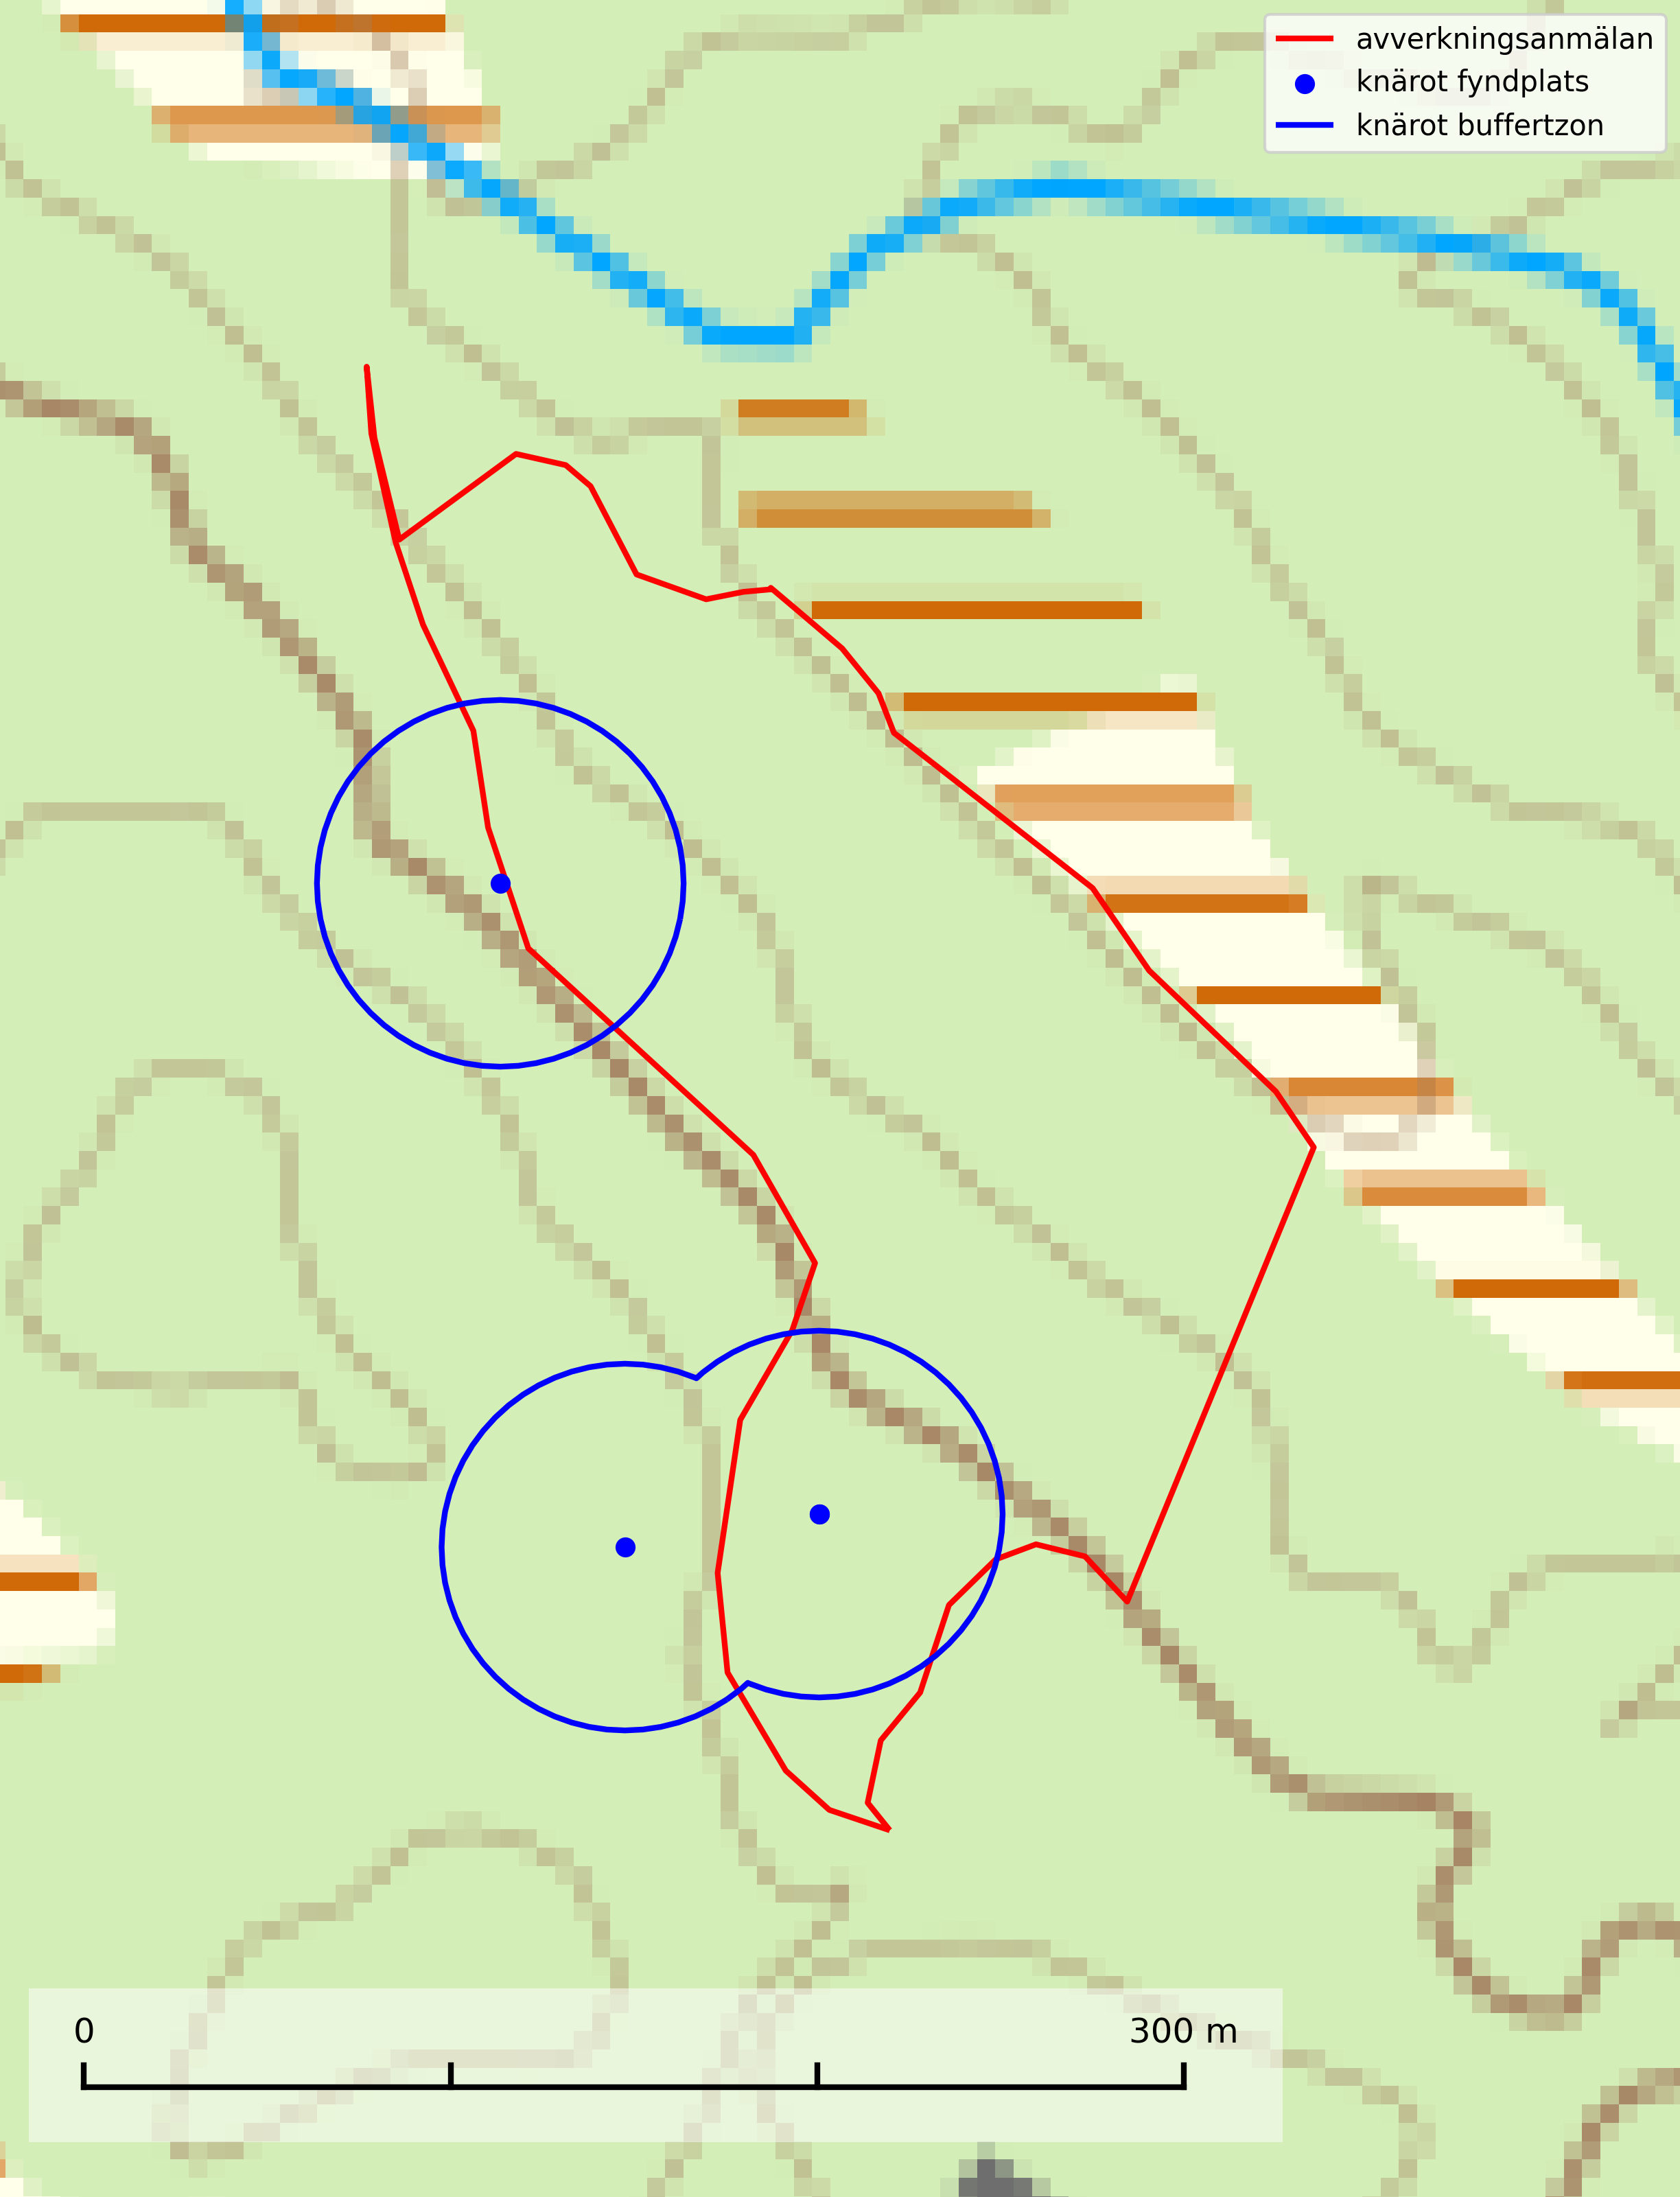 avverkningsanmälan
knärot fyndplats
knärot buffertzon
0 300 m